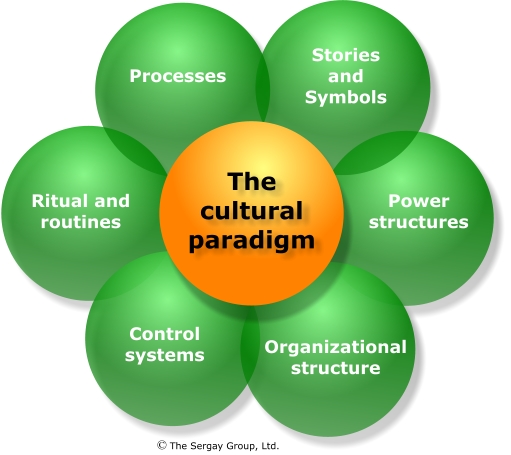 Processes
Stories
and
Symbols
Ritual and
routines
The
cultural
paradigm
Power
structures
Control
systems
Organizational
structure
© The Sergay Group, Ltd.